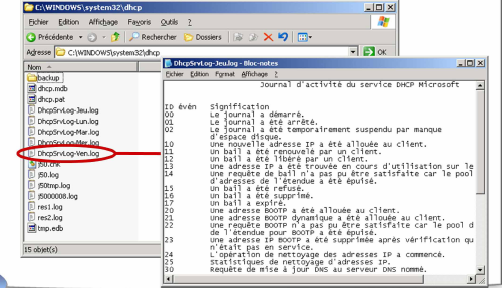 C:\WINDOWS\system32\dhcp
Fichier Edition Affichage Favoris Outils ?
Précédente Rechercher Dossiers
Adresse C:\WINDOWS\system32\dhcp OK
Nom
backup
dhcp.mdb
dhcp.pat
DhcpSrvLog-Jeu.log
DhcpSrvLog-Lun.log
DhcpSrvLog-Mar.log
DhcpSrvLog-Mer.log
DhcpSrvLog-Ven.log
j50.chk
j50.log
j50tmp.log
j5000008.log
res1.log
res2.log
tmp.edb
15 objet(s)
DhcpSrvLog-Jeu.log - Bloc-notes
Fichier Edition Format Affichage ?
Journal d'activité du service DHCP Microsoft
ID évén Signification
00 Le journal a démarré.
01 Le journal a été arrêté.
02 Le journal a été temporairement suspendu par manque
d'espace disque.
10 Une nouvelle adresse IP a été allouée au client.
11 Un bail a été renouvelé par un client.
12 Un bail a été libéré par un client.
13 Une adresse IP a été trouvée en cours d'utilisation sur le
14 Une requête de bail n'a pas pu être satisfaite car le pool
d'adresses de l'étendue a été épuisé.
15 Un bail a été refusé.
16 Un bail a été supprimé.
17 Un bail a expiré.
20 Une adresse BOOTP a été allouée au client.
21 Une adresse BOOTP dynamique a été allouée au client.
22 Une requête BOOTP n'a pas pu être satisfaite car le pool d
de l'étendue pour BOOTP a été épuisé.
23 Une adresse IP BOOTP a été supprimée après vérification qu
n'était pas en service.
24 L'opération de nettoyage des adresses IP a commencé.
25 Statistiques de nettoyage d'adresses IP.
30 Requête de mise à jour DNS au serveur DNS nommé.